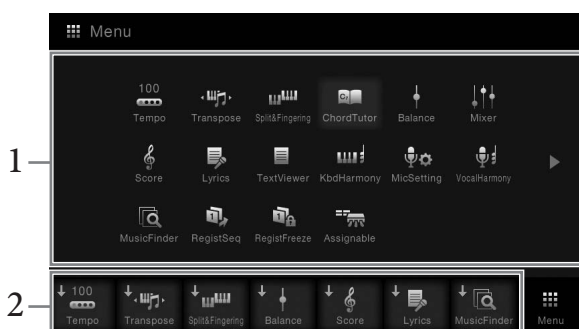 Menu
100
Tempo Transpose Split&Fingering ChordTutor Balance Mixer
1
Score Lyrics TextViewer KbdHarmony MicSetting VocalHarmony
MusicFinder RegistSeq RegistFreeze Assignable
2
100
Tempo Transpose Split&Fingering Balance Score Lyrics MusicFinder Menu